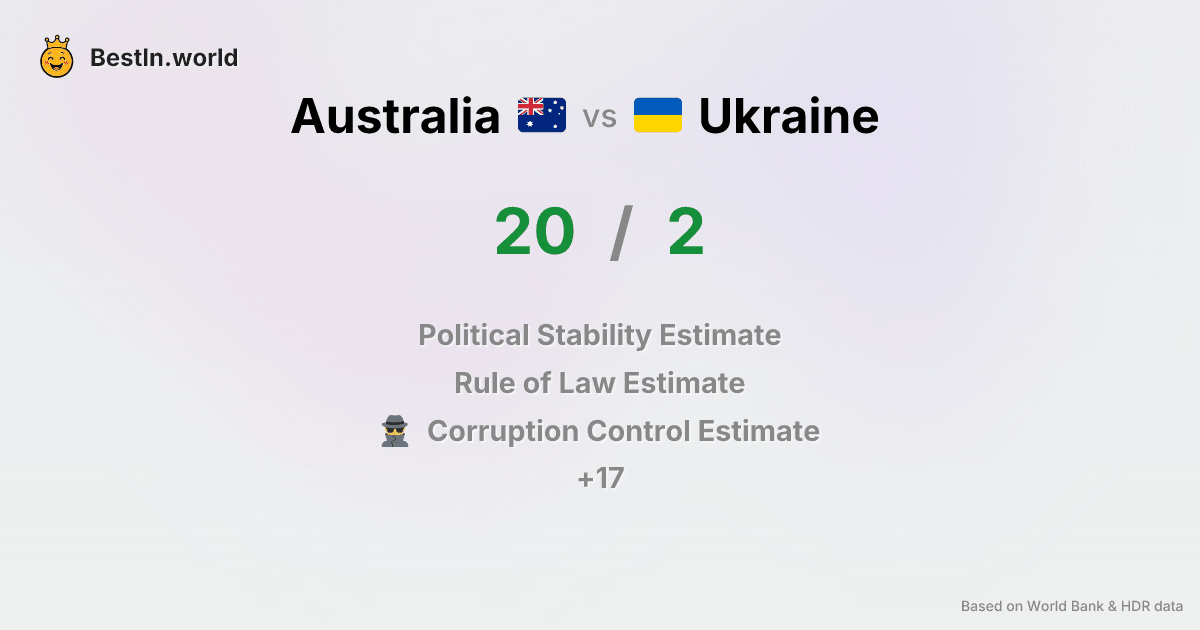 BestIn.world
Australia vs Ukraine
20 / 2
Political Stability Estimate
Rule of Law Estimate
Corruption Control Estimate
+17
Based on World Bank & HDR data